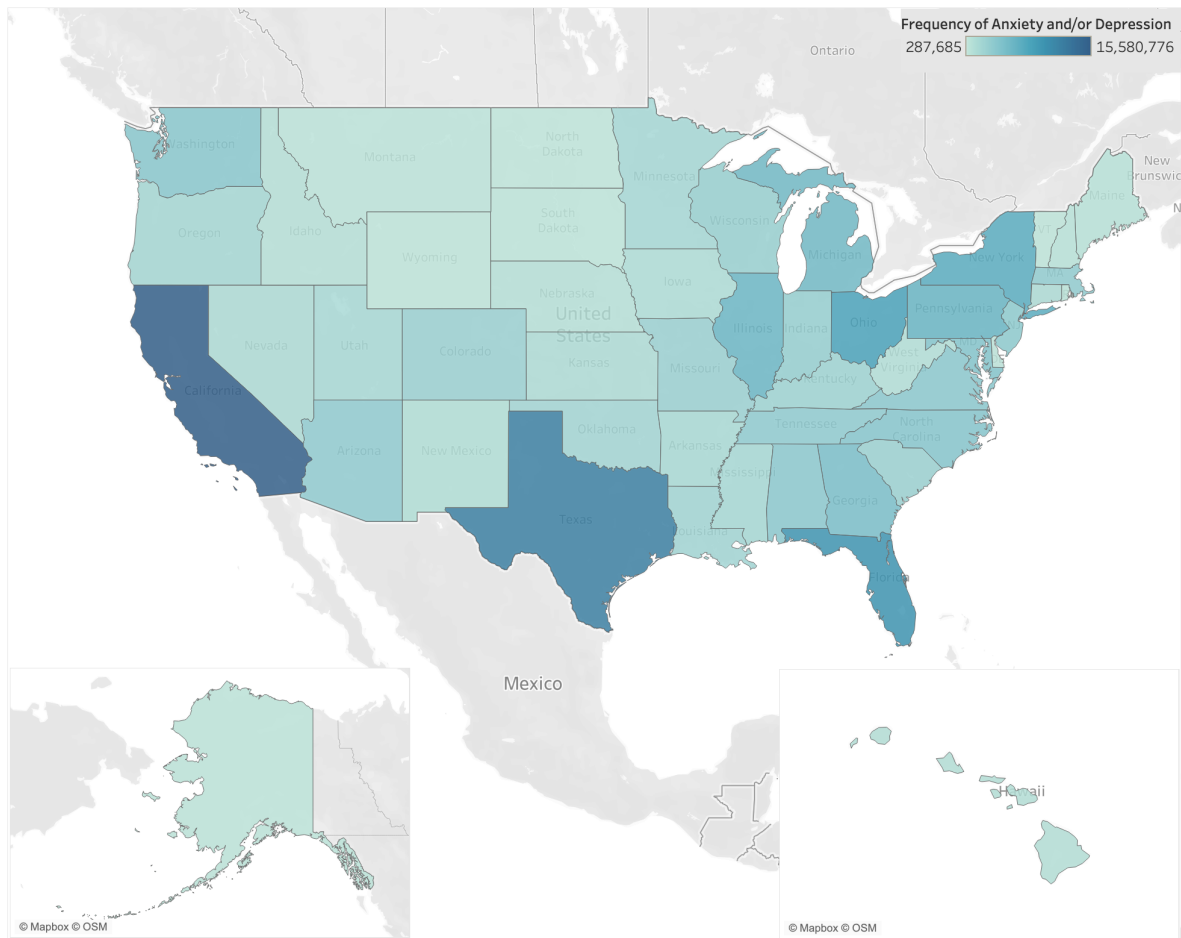 Frequency of Anxiety and/or Depression
287,685 15,580,776
Ontario
New
Brunswick
Washington
Montana
North
Dakota
Minnesota
Maine
VT
Oregon
Idaho
South
Dakota
Wisconsin
Michigan
New York
MA
Wyoming
Nebraska
Iowa
United
States
Illinois
Indiana
Ohio
Pennsylvania
MD
Nevada
Utah
Colorado
Kansas
Missouri
West
Virginia
Kentucky
California
Arizona
New Mexico
Oklahoma
Arkansas
Tennessee
North
Carolina
Mississippi
Georgia
Texas
Louisiana
Florida
Mexico
Hawaii
© Mapbox © OSM
© Mapbox © OSM